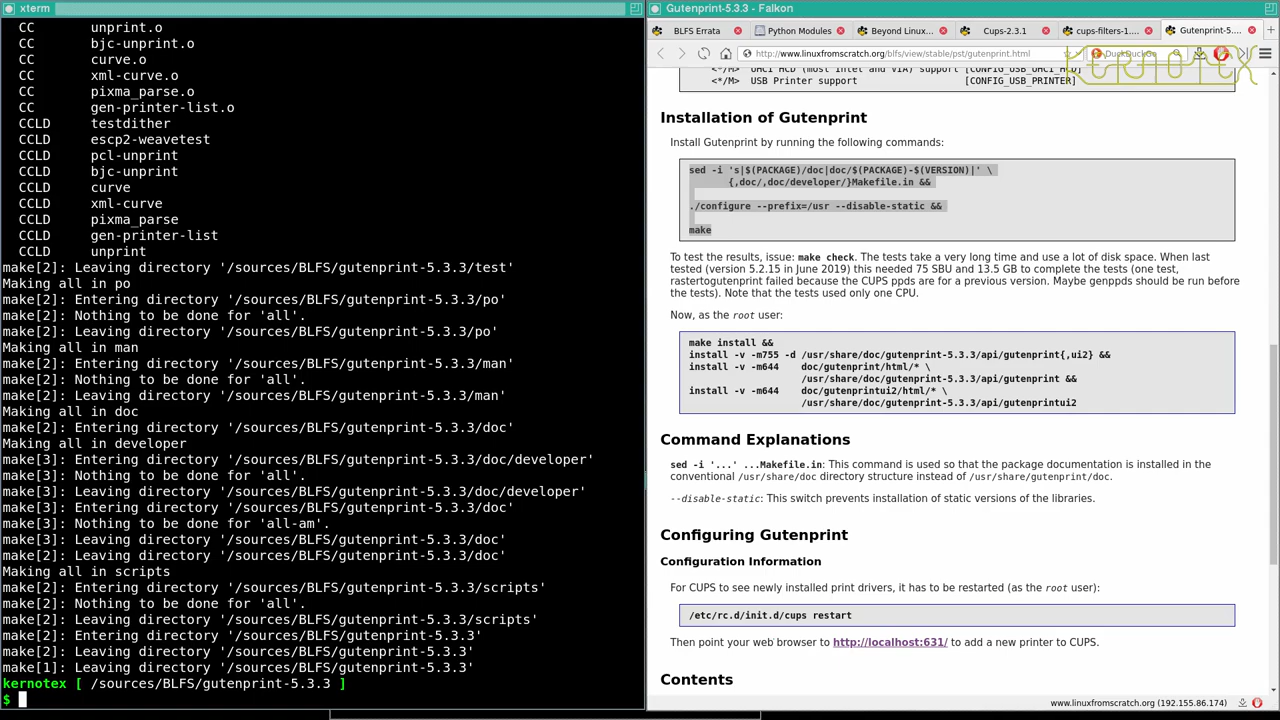 xterm
CC unprint.o
CC bjc-unprint.o
CC curve.o
CC xml-curve.o
CC pixma_parse.o
CC gen-printer-list.o
CCLD testdither
CCLD escp2-weavetest
CCLD pcl-unprint
CCLD bjc-unprint
CCLD curve
CCLD xml-curve
CCLD pixma_parse
CCLD gen-printer-list
CCLD unprint
make[2]: Leaving directory '/sources/BLFS/gutenprint-5.3.3/test'
Making all in po
make[2]: Entering directory '/sources/BLFS/gutenprint-5.3.3/po'
make[2]: Nothing to be done for 'all'.
make[2]: Leaving directory '/sources/BLFS/gutenprint-5.3.3/po'
Making all in man
make[2]: Entering directory '/sources/BLFS/gutenprint-5.3.3/man'
make[2]: Nothing to be done for 'all'.
make[2]: Leaving directory '/sources/BLFS/gutenprint-5.3.3/man'
Making all in doc
make[2]: Entering directory '/sources/BLFS/gutenprint-5.3.3/doc'
Making all in developer
make[3]: Entering directory '/sources/BLFS/gutenprint-5.3.3/doc/developer'
make[3]: Nothing to be done for 'all'.
make[3]: Leaving directory '/sources/BLFS/gutenprint-5.3.3/doc/developer'
make[3]: Entering directory '/sources/BLFS/gutenprint-5.3.3/doc'
make[3]: Nothing to be done for 'all-am'.
make[3]: Leaving directory '/sources/BLFS/gutenprint-5.3.3/doc'
make[2]: Leaving directory '/sources/BLFS/gutenprint-5.3.3/doc'
Making all in scripts
make[2]: Entering directory '/sources/BLFS/gutenprint-5.3.3/scripts'
make[2]: Nothing to be done for 'all'.
make[2]: Leaving directory '/sources/BLFS/gutenprint-5.3.3/scripts'
make[2]: Entering directory '/sources/BLFS/gutenprint-5.3.3'
make[2]: Leaving directory '/sources/BLFS/gutenprint-5.3.3'
make[1]: Leaving directory '/sources/BLFS/gutenprint-5.3.3'
kernotex [ /sources/BLFS/gutenprint-5.3.3 ]
$
Gutenprint-5.3.3 - Falkon
BLFS Errata
Python Modules
Beyond Linux...
Cups-2.3.1
cups-filters-1....
Gutenprint-5....
http://www.linuxfromscratch.org/blfs/view/stable/pst/gutenprint.html
DuckDuckGo
KERNOTEX
<*/M> UHCI HCD (most Intel and VIA) support [CONFIG_USB_UHCI_HCD]
<*/M> USB Printer support [CONFIG_USB_PRINTER]
Installation of Gutenprint
Install Gutenprint by running the following commands:
sed -i 's|$(PACKAGE)/doc|doc/$(PACKAGE)-$(VERSION)|' \
{,doc/,doc/developer/}Makefile.in &&
./configure --prefix=/usr --disable-static &&
make
To test the results, issue: make check. The tests take a very long time and use a lot of disk space. When last
tested (version 5.2.15 in June 2019) this needed 75 SBU and 13.5 GB to complete the tests (one test,
rastertogutenprint failed because the CUPS ppds are for a previous version. Maybe genppds should be run before
the tests). Note that the tests used only one CPU.
Now, as the root user:
make install &&
install -v -m755 -d /usr/share/doc/gutenprint-5.3.3/api/gutenprint{,ui2} &&
install -v -m644 doc/gutenprint/html/* \
/usr/share/doc/gutenprint-5.3.3/api/gutenprint &&
install -v -m644 doc/gutenprintui2/html/* \
/usr/share/doc/gutenprint-5.3.3/api/gutenprintui2
Command Explanations
sed -i '...' ...Makefile.in: This command is used so that the package documentation is installed in the
conventional /usr/share/doc directory structure instead of /usr/share/gutenprint/doc.
--disable-static: This switch prevents installation of static versions of the libraries.
Configuring Gutenprint
Configuration Information
For CUPS to see newly installed print drivers, it has to be restarted (as the root user):
/etc/rc.d/init.d/cups restart
Then point your web browser to http://localhost:631/ to add a new printer to CUPS.
Contents
www.linuxfromscratch.org (192.155.86.174)